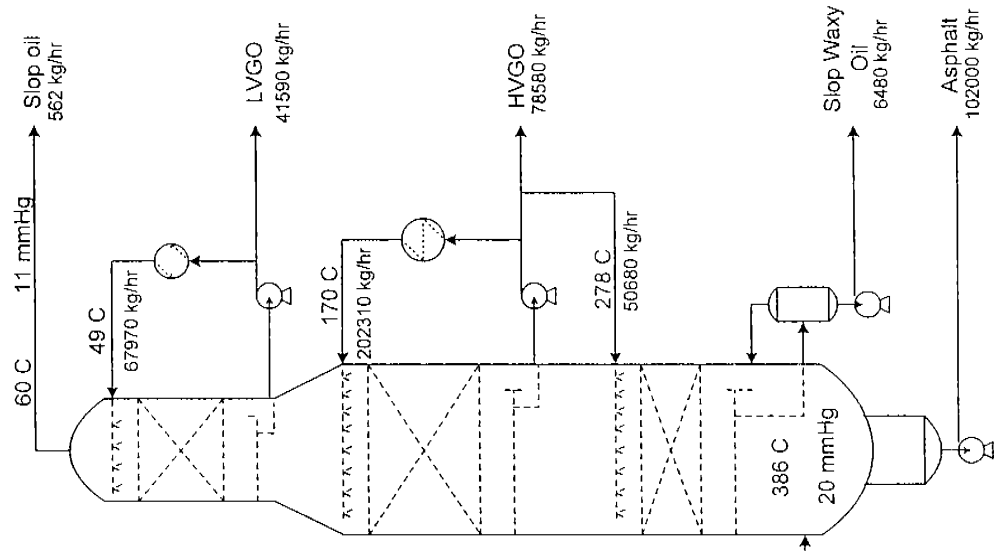 60 C
11 mmHg
Slop oil
562 kg/hr
49 C
67970 kg/hr
LVGO
41590 kg/hr
170 C
202310 kg/hr
HVGO
78580 kg/hr
278 C
50680 kg/hr
Slop Waxy
Oil
6480 kg/hr
386 C
20 mmHg
Asphalt
102000 kg/hr